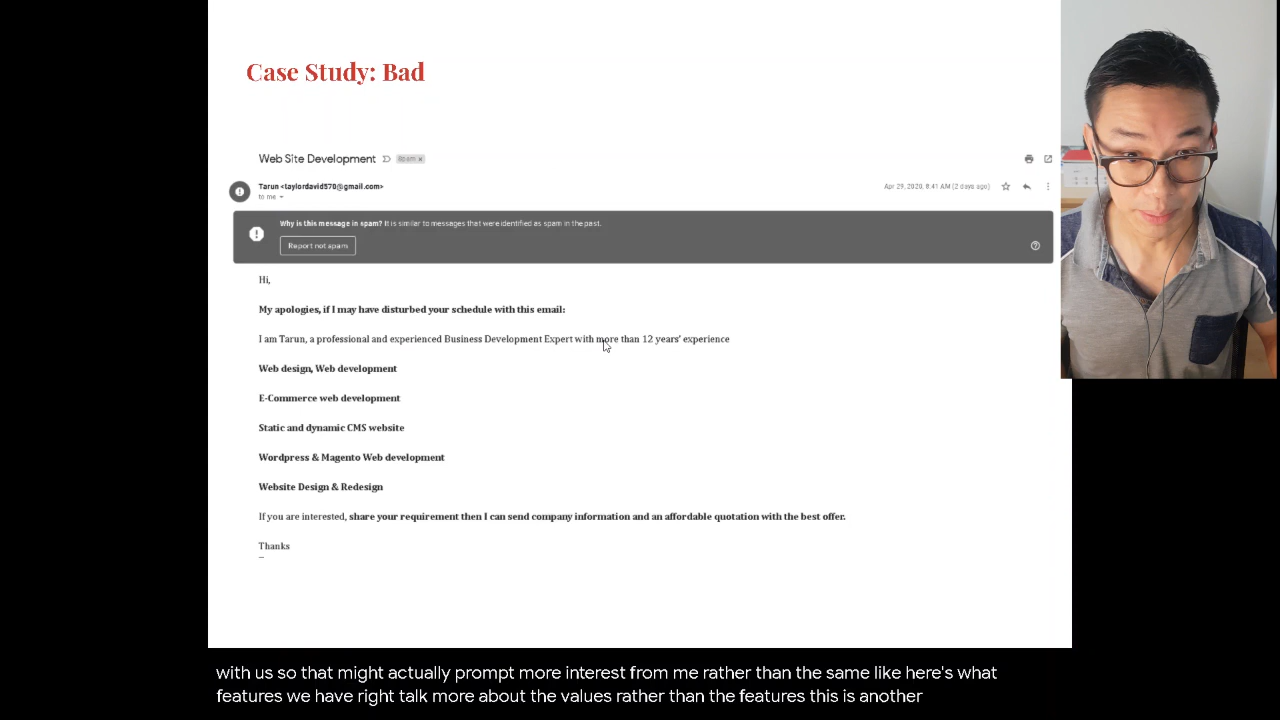 Case Study: Bad
Web Site Development
Spam x
Tarun <taylordavid570@gmail.com>
Apr 29, 2020, 8:41 AM (2 days ago)
to me
Why is this message in spam? It is similar to messages that were identified as spam in the past.
Report not spam
Hi,
My apologies, if I may have disturbed your schedule with this email:
I am Tarun, a professional and experienced Business Development Expert with more than 12 years' experience
Web design, Web development
E-Commerce web development
Static and dynamic CMS website
Wordpress & Magento Web development
Website Design & Redesign
If you are interested, share your requirement then I can send company information and an affordable quotation with the best offer.
Thanks
with us so that might actually prompt more interest from me rather than the same like here's what
features we have right talk more about the values rather than the features this is another